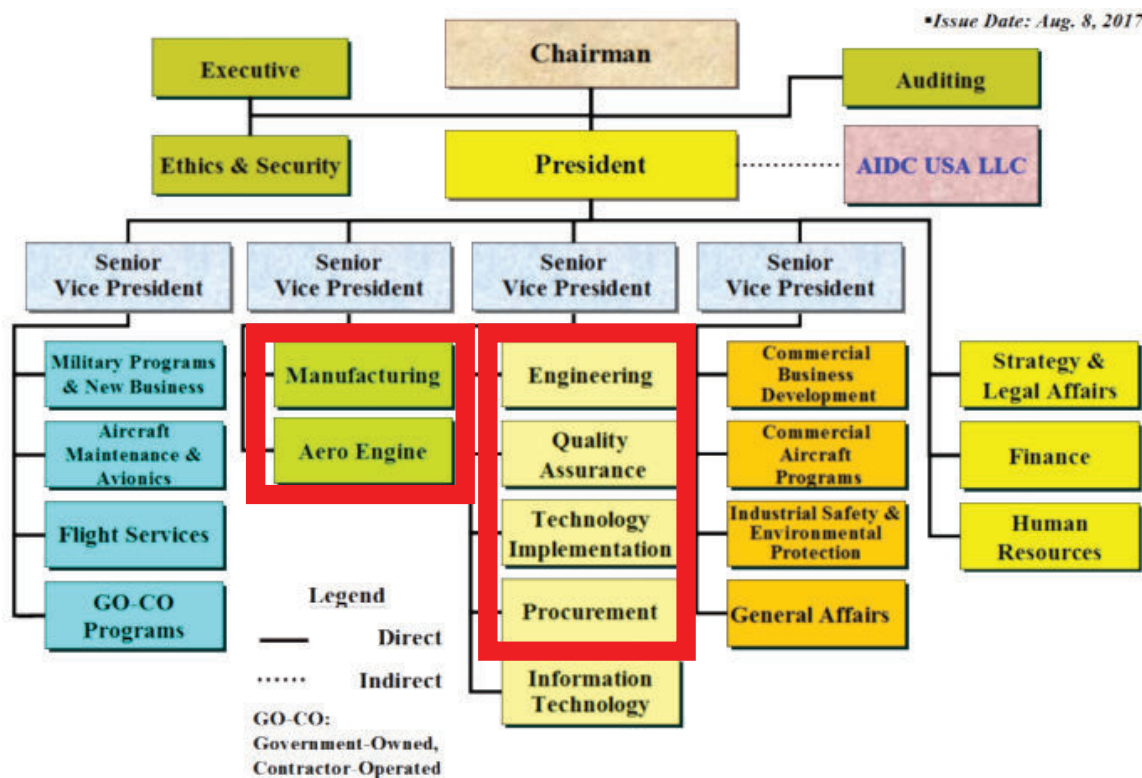 ▪Issue Date: Aug. 8, 2017
Chairman
Executive
Auditing
Ethics & Security
President
AIDC USA LLC
Senior
Vice President
Senior
Vice President
Senior
Vice President
Senior
Vice President
Military Programs
& New Business
Aircraft
Maintenance &
Avionics
Flight Services
GO-CO
Programs
Manufacturing
Aero Engine
Engineering
Quality
Assurance
Technology
Implementation
Procurement
Information
Technology
Commercial
Business
Development
Commercial
Aircraft
Programs
Industrial Safety &
Environmental
Protection
General Affairs
Strategy &
Legal Affairs
Finance
Human
Resources
Legend
Direct
Indirect
GO-CO:
Government-Owned,
Contractor-Operated